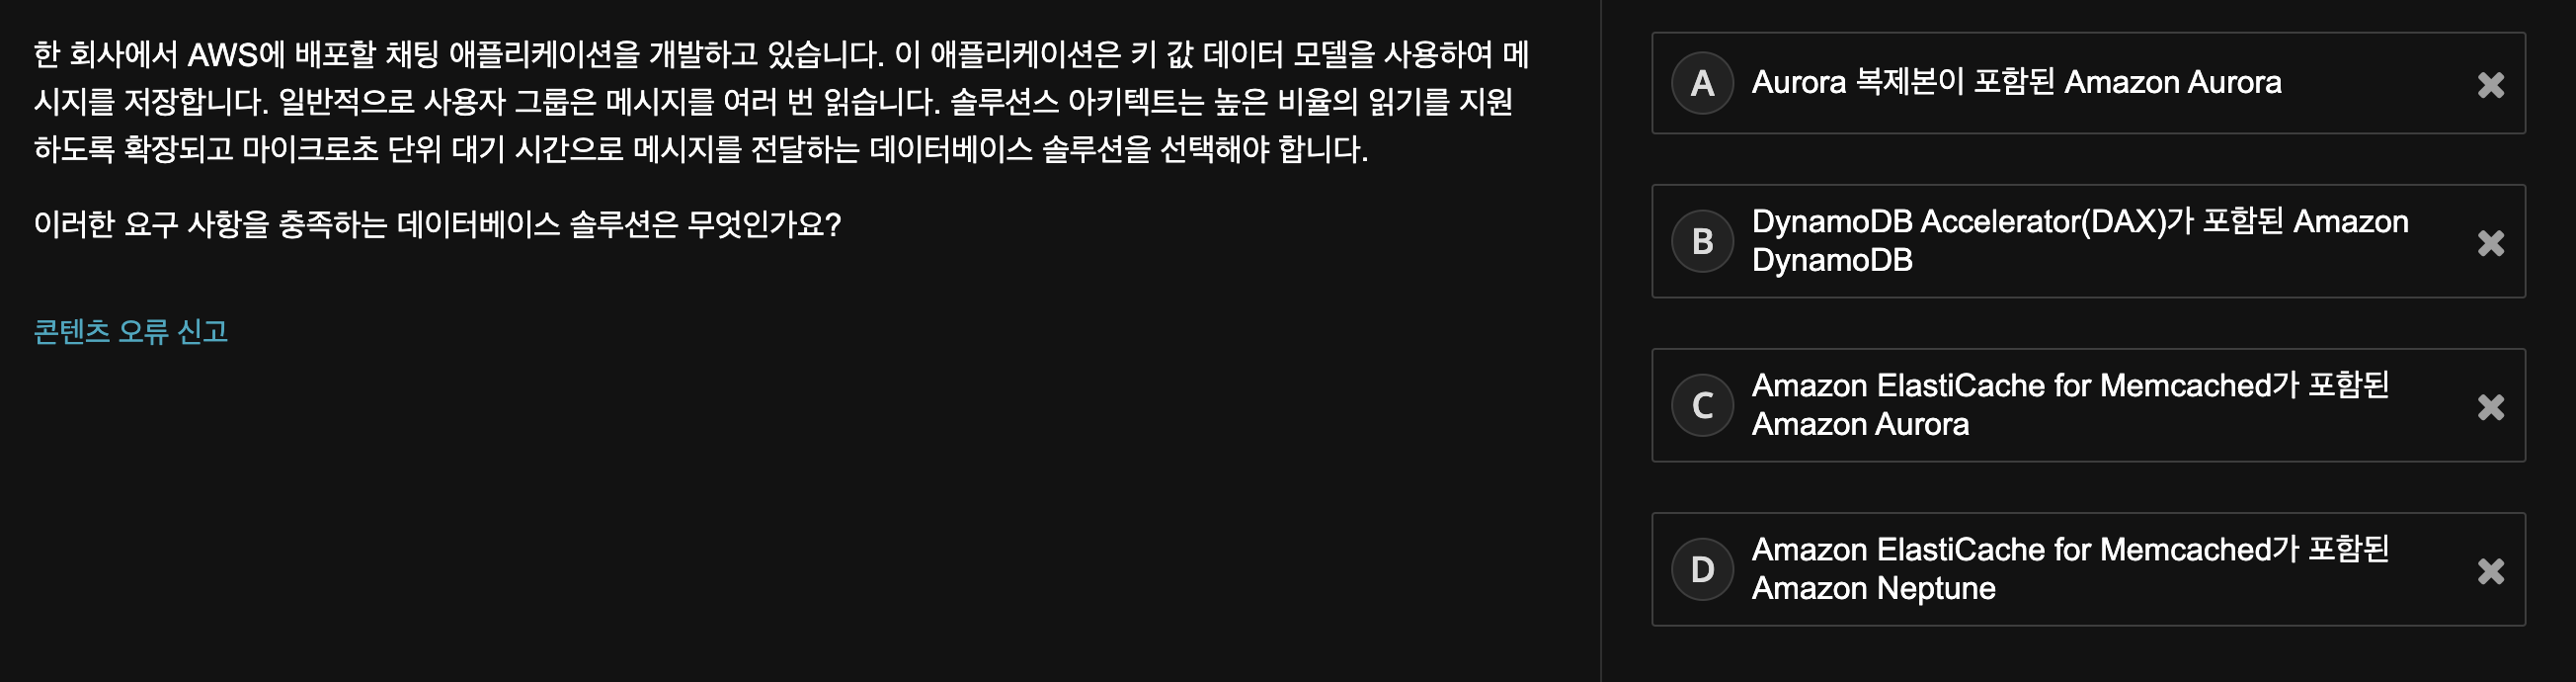 한 회사에서 AWS에 배포할 채팅 애플리케이션을 개발하고 있습니다. 이 애플리케이션은 키 값 데이터 모델을 사용하여 메
시지를 저장합니다. 일반적으로 사용자 그룹은 메시지를 여러 번 읽습니다. 솔루션스 아키텍트는 높은 비율의 읽기를 지원
하도록 확장되고 마이크로초 단위 대기 시간으로 메시지를 전달하는 데이터베이스 솔루션을 선택해야 합니다.
이러한 요구 사항을 충족하는 데이터베이스 솔루션은 무엇인가요?
콘텐츠 오류 신고
A Aurora 복제본이 포함된 Amazon Aurora
B DynamoDB Accelerator(DAX)가 포함된 Amazon
DynamoDB
C Amazon ElastiCache for Memcached가 포함된
Amazon Aurora
D Amazon ElastiCache for Memcached가 포함된
Amazon Neptune